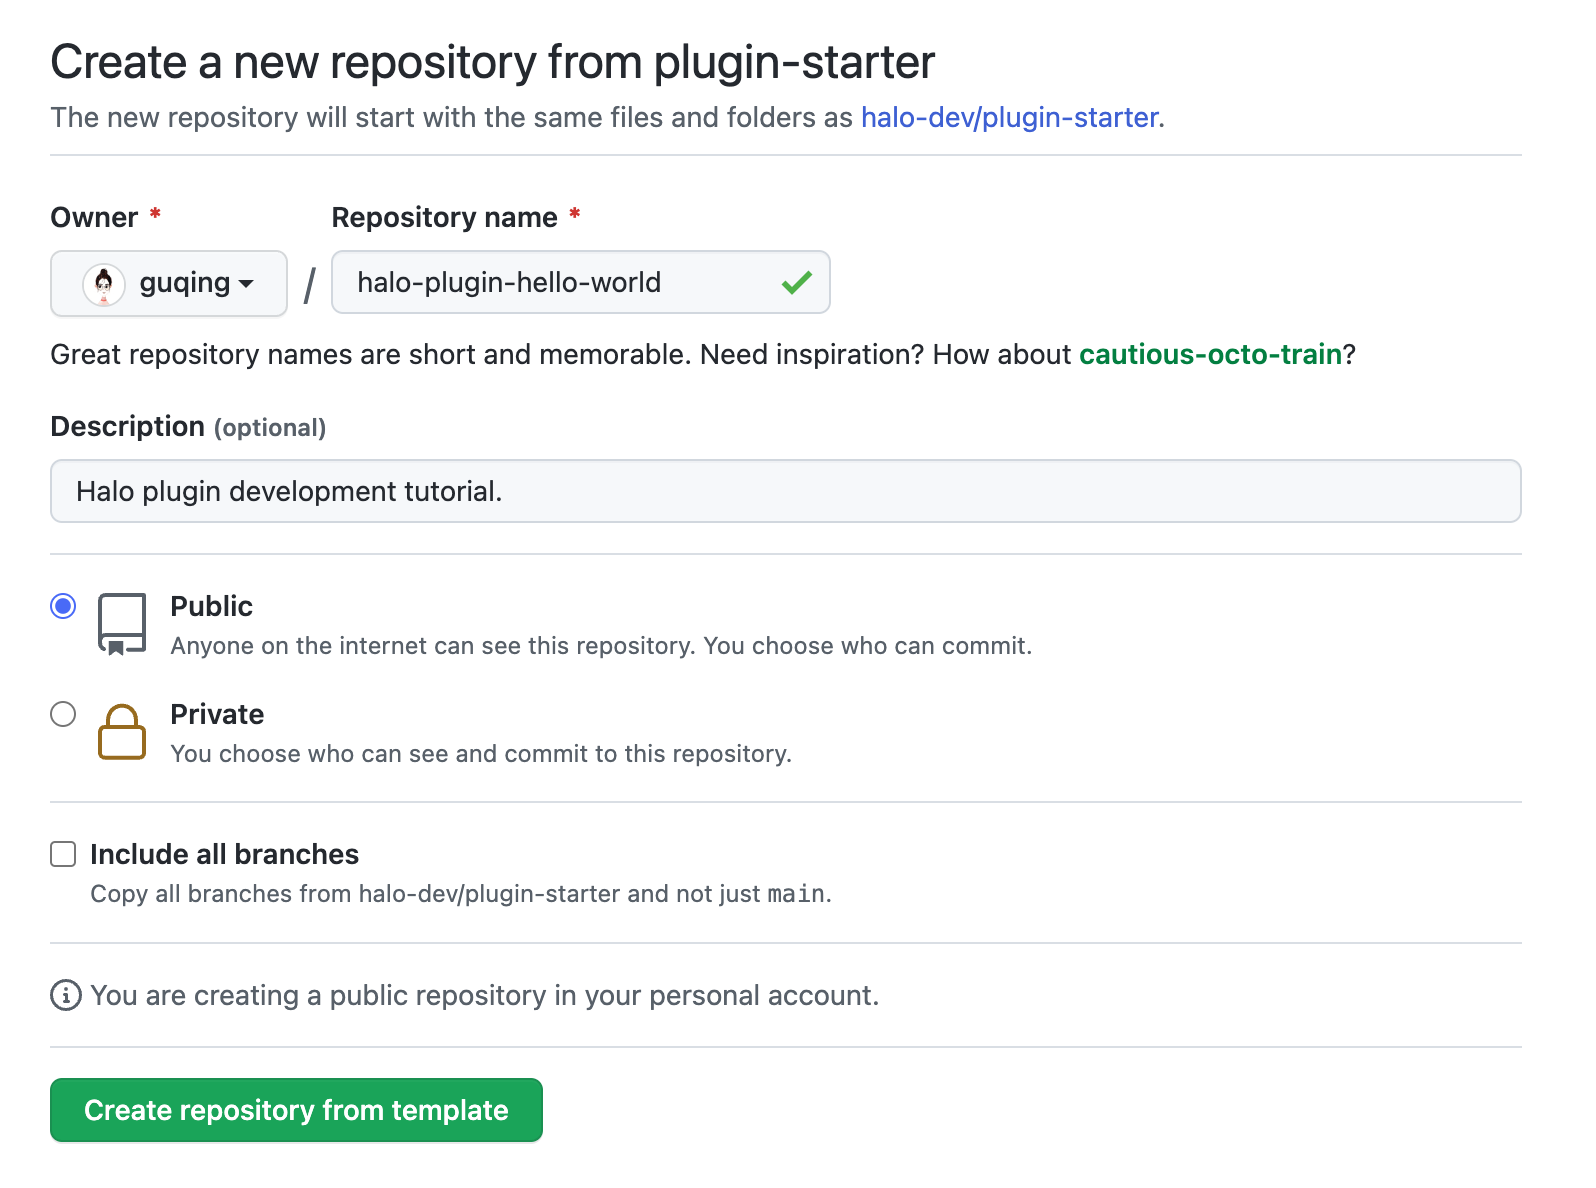 Create a new repository from plugin-starter
The new repository will start with the same files and folders as halo-dev/plugin-starter.
Owner * Repository name *
guqing / halo-plugin-hello-world
Great repository names are short and memorable. Need inspiration? How about cautious-octo-train?
Description (optional)
Halo plugin development tutorial.
Public
Anyone on the internet can see this repository. You choose who can commit.
Private
You choose who can see and commit to this repository.
Include all branches
Copy all branches from halo-dev/plugin-starter and not just main.
You are creating a public repository in your personal account.
Create repository from template